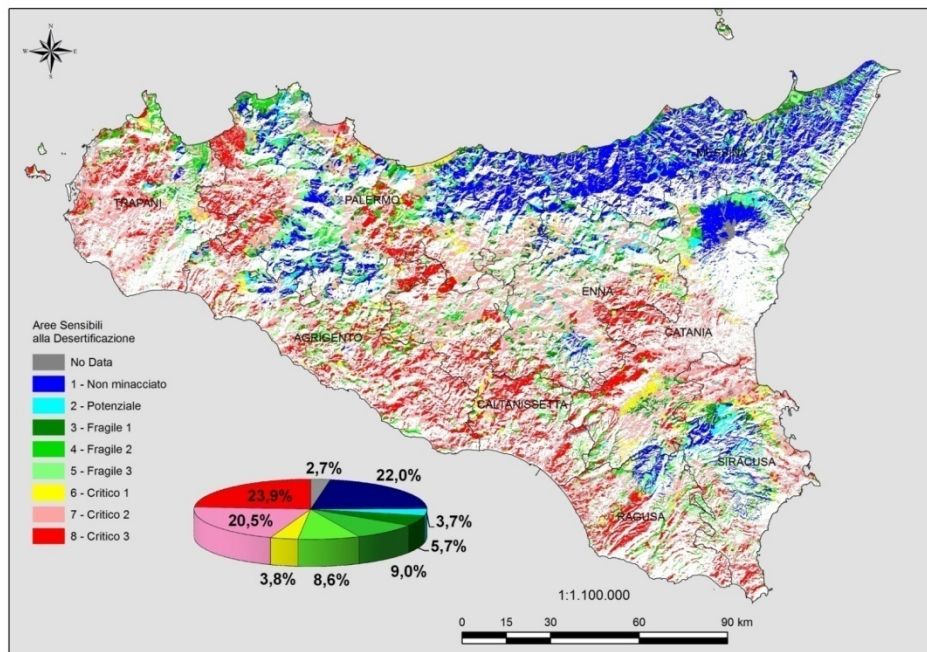 N
W
E
S
MESSINA
PALERMO
TRAPANI
ENNA
CATANIA
AGRIGENTO
CALTANISSETTA
SIRACUSA
RAGUSA
Aree Sensibili
alla Desertificazione
No Data
1 - Non minacciato
2 - Potenziale
3 - Fragile 1
4 - Fragile 2
5 - Fragile 3
6 - Critico 1
7 - Critico 2
8 - Critico 3
2,7%
22,0%
23,9%
20,5%
3,7%
5,7%
9,0%
8,6%
3,8%
1:1.100.000
0 15 30 60 90 km